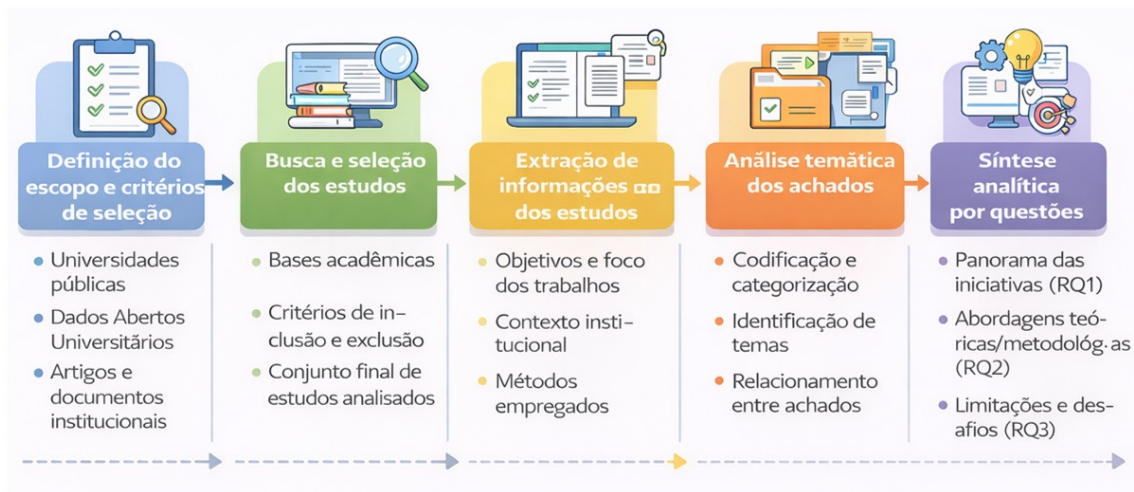 Definição do
escopo e critérios
de seleção
Universidades
públicas
Dados Abertos
Universitários
Artigos e
documentos
institucionais
Busca e seleção
dos estudos
Bases acadêmicas
Critérios de in–
clusão e exclusão
Conjunto final de
estudos analisados
Extração de
informações
dos estudos
Objetivos e foco
dos trabalhos
Contexto insti–
tucional
Métodos
empregados
Análise temática
dos achados
Codificação e
categorização
Identificação de
temas
Relacionamento
entre achados
Síntese
analítica
por questões
Panorama das
iniciativas (RQ1)
Abordagens teó–
ricas/metodológ.as
(RQ2)
Limitações e des–
afios (RQ3)